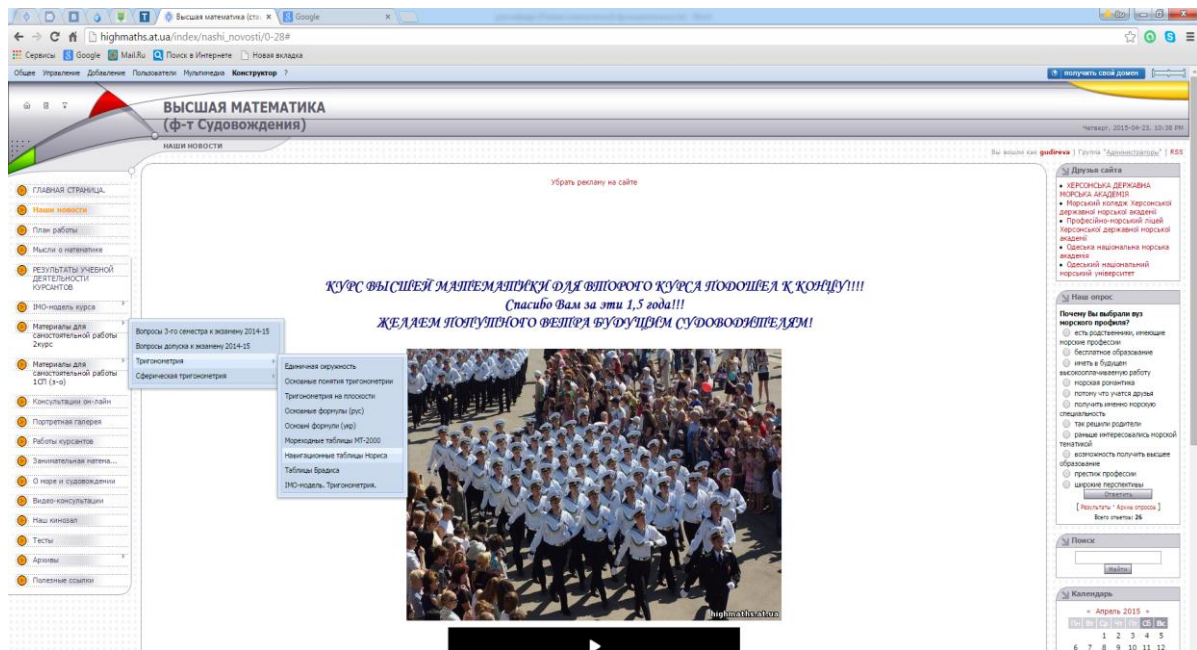 Высшая математика (ста
Google
highmaths.at.ua/index/nashi_novosti/0-28#
Сервисы
Google
Mail.Ru
Поиск в Интернете
Новая вкладка
Общее Управление Добавление Пользователи Мультимедиа Конструктор ?
получить свой домен
ВЫСШАЯ МАТЕМАТИКА
(ф-т Судовождения)
Четверг, 2015-04-23, 10:38 PM
НАШИ НОВОСТИ
Вы вошли как gudireva | Группа "Администраторы" | RSS
ГЛАВНАЯ СТРАНИЦА.
Наши новости
План работы
Мысли о математике
РЕЗУЛЬТАТЫ УЧЕБНОЙ
ДЕЯТЕЛЬНОСТИ
КУРСАНТОВ
IMO-модель курса
Материалы для
самостоятельной работы
2курс
Материалы для
самостоятельной работы
1СП (з-о)
Консультации он-лайн
Портретная галерея
Работы курсантов
Занимательная матема...
О море и судовождении
Видео-консультации
Наш кинозал
Тесты
Архивы
Полезные ссылки
Вопросы 3-го семестра к экзамену 2014-15
Вопросы допуска к экзамену 2014-15
Тригонометрия
Сферическая тригонометрия
Единичная окружность
Основные понятия тригонометрии
Тригонометрия на плоскости
Основные формулы (рус)
Основні формули (укр)
Мореходные таблицы МТ-2000
Навигационные таблицы Нориса
Таблицы Брадиса
IMO-модель. Тригонометрия.
Убрать рекламу на сайте
КУРС ВЫСШЕЙ МАТЕМАТИКИ ДЛЯ ВТОРОГО КУРСА ПОДОШЕЛ К КОНЦУ!!!!
Спасибо Вам за эти 1,5 года!!!
ЖЕЛАЕМ ПОПУТНОГО ВЕТРА БУДУЩИМ СУДОВОДИТЕЛЯМ!
highmaths.at.ua
Друзья сайта
ХЕРСОНСЬКА ДЕРЖАВНА
МОРСЬКА АКАДЕМІЯ
Морський коледж Херсонської
державної морської академії
Професійно-морський ліцей
Херсонської державної морської
академії
Одеська національна морська
академія
Одеський національний
морський університет
Наш опрос
Почему Вы выбрали вуз
морского профиля?
есть родственники, имеющие
морские профессии
бесплатное образование
иметь в будущем
высокооплачиваемую работу
морская романтика
потому что учатся друзья
получить именно морскую
специальность
так решили родители
раньше интересовались морской
тематикой
возможность получить высшее
образование
престиж профессии
широкие перспективы
Ответить
[ Результаты · Архив опросов ]
Всего ответов: 26
Поиск
Найти
Календарь
« Апрель 2015 »
Пн Вт Ср Чт Пт Сб Вс
1 2 3 4 5
6 7 8 9 10 11 12